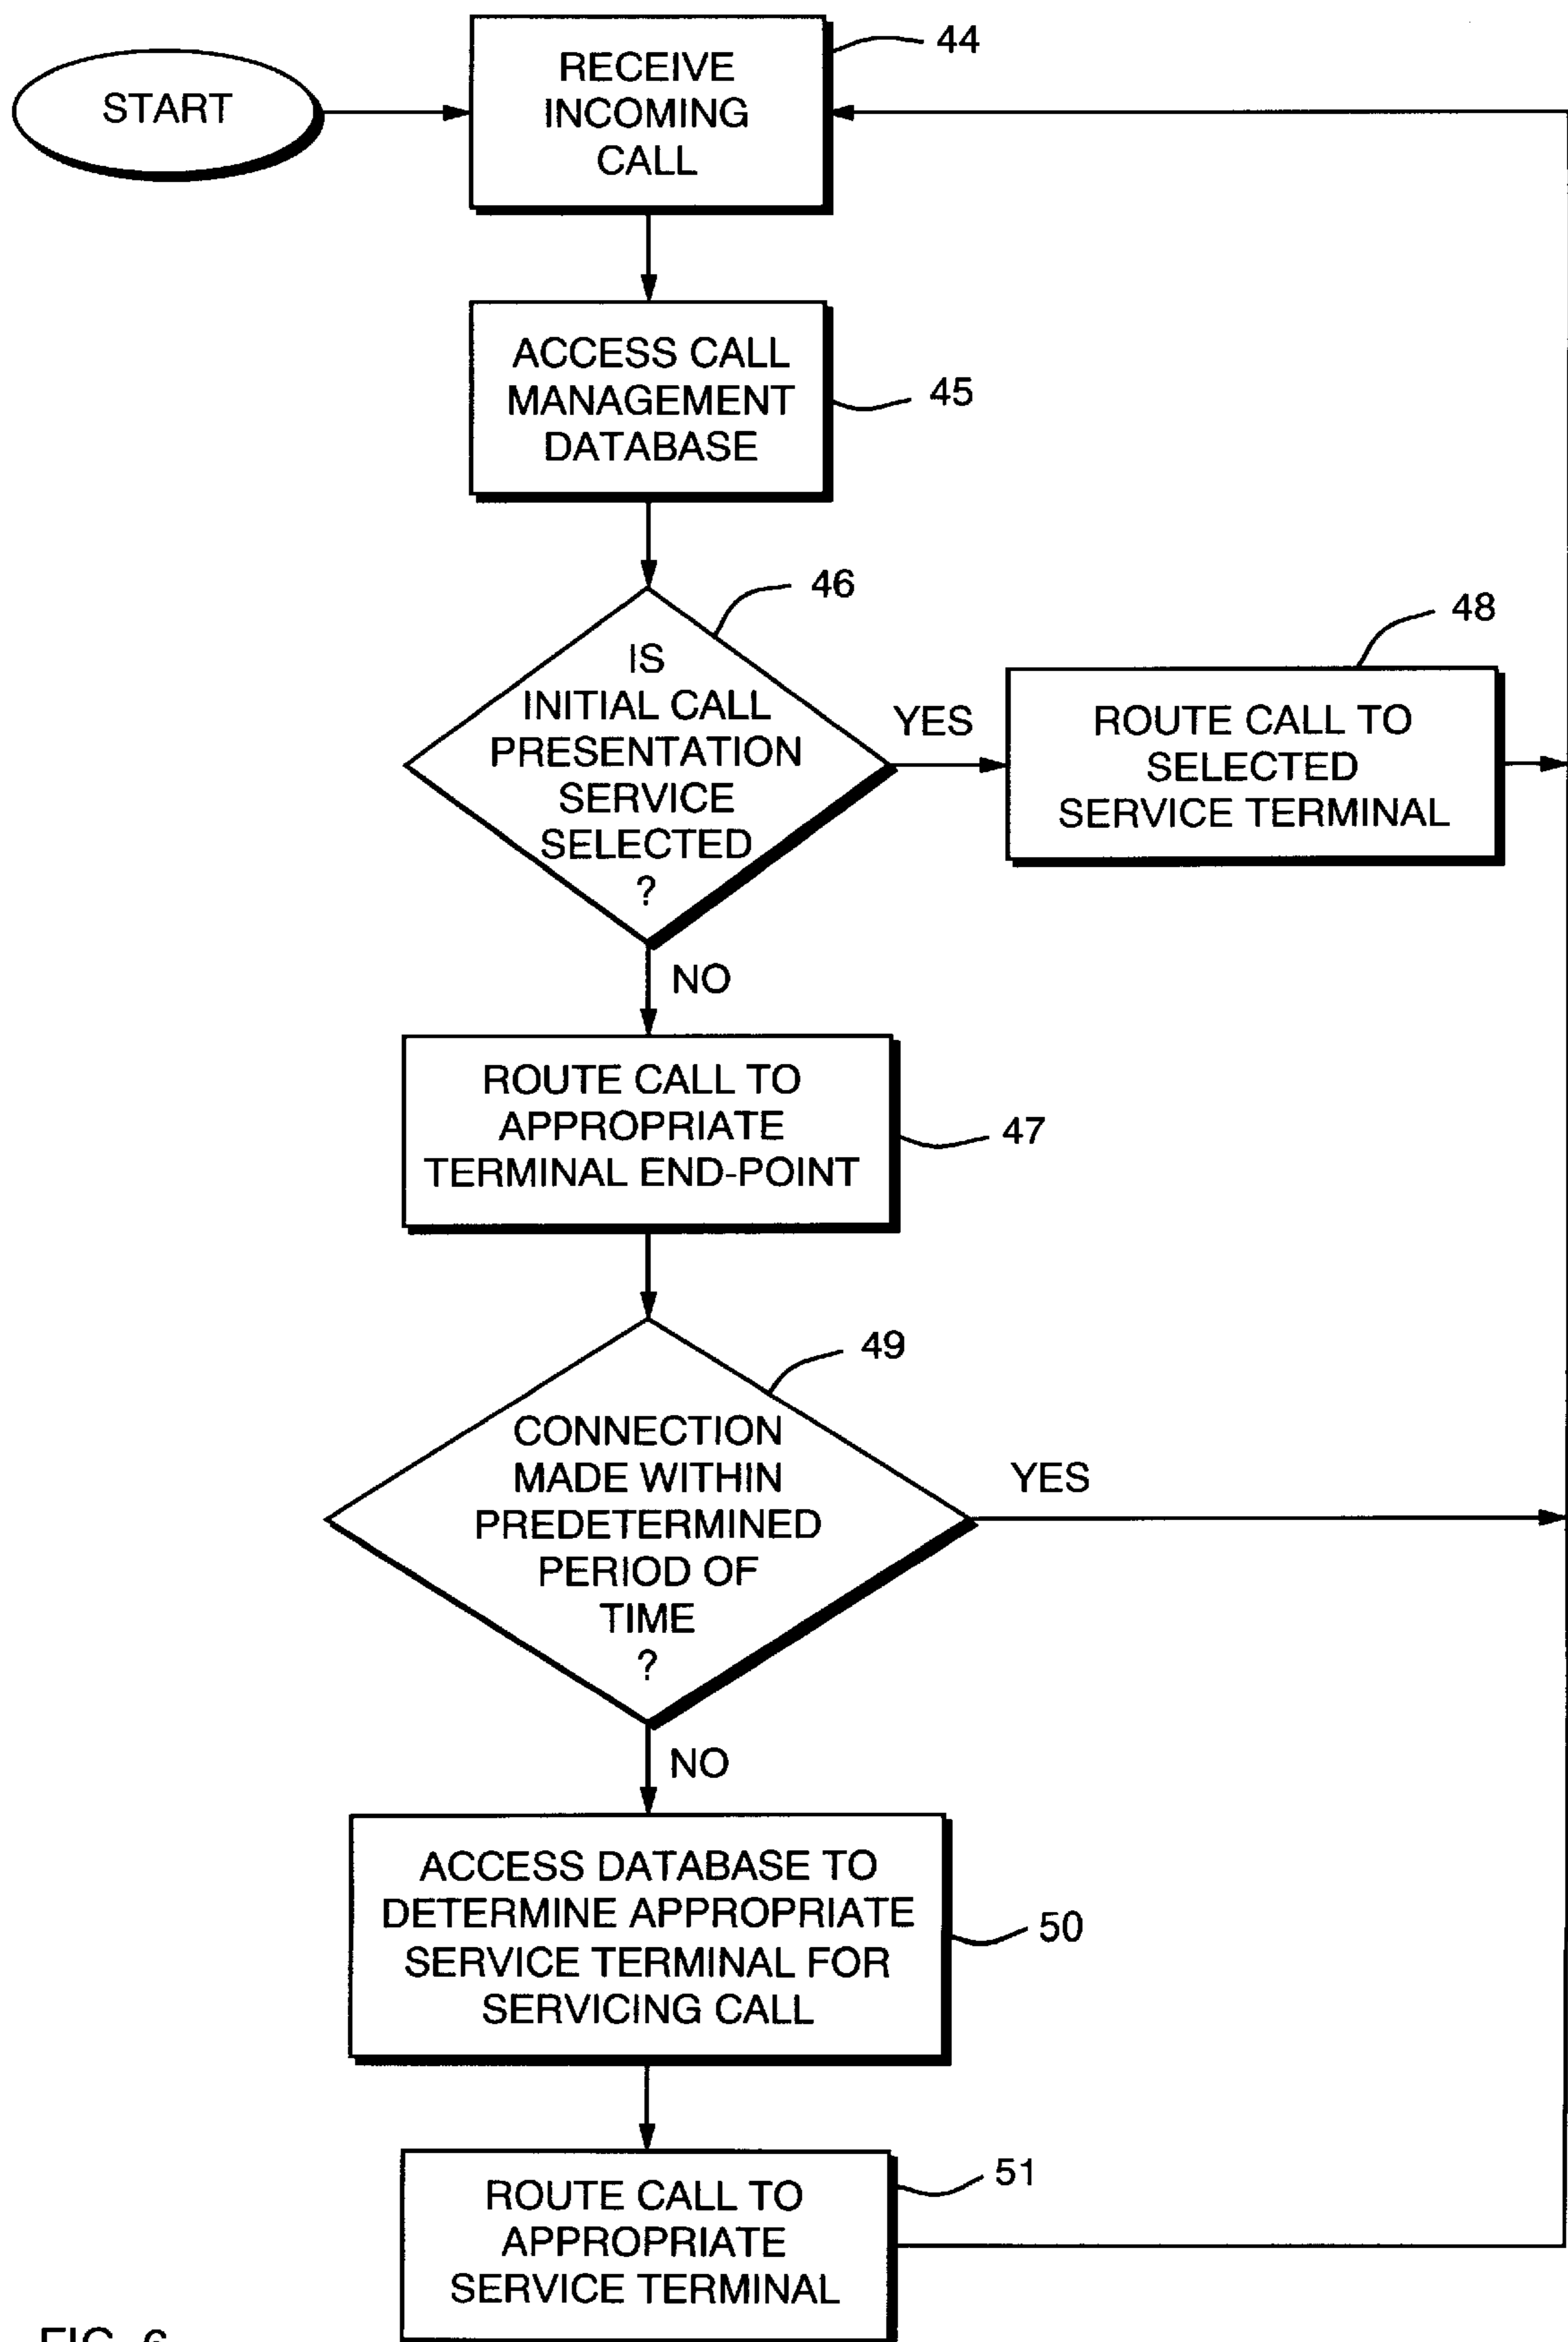 START
RECEIVE
INCOMING
CALL
44
ACCESS CALL
MANAGEMENT
DATABASE
45
IS
INITIAL CALL
PRESENTATION
SERVICE
SELECTED
?
46
YES
ROUTE CALL TO
SELECTED
SERVICE TERMINAL
48
NO
ROUTE CALL TO
APPROPRIATE
TERMINAL END-POINT
47
CONNECTION
MADE WITHIN
PREDETERMINED
PERIOD OF
TIME
?
49
YES
NO
ACCESS DATABASE TO
DETERMINE APPROPRIATE
SERVICE TERMINAL FOR
SERVICING CALL
50
ROUTE CALL TO
APPROPRIATE
SERVICE TERMINAL
51
FIG. 6